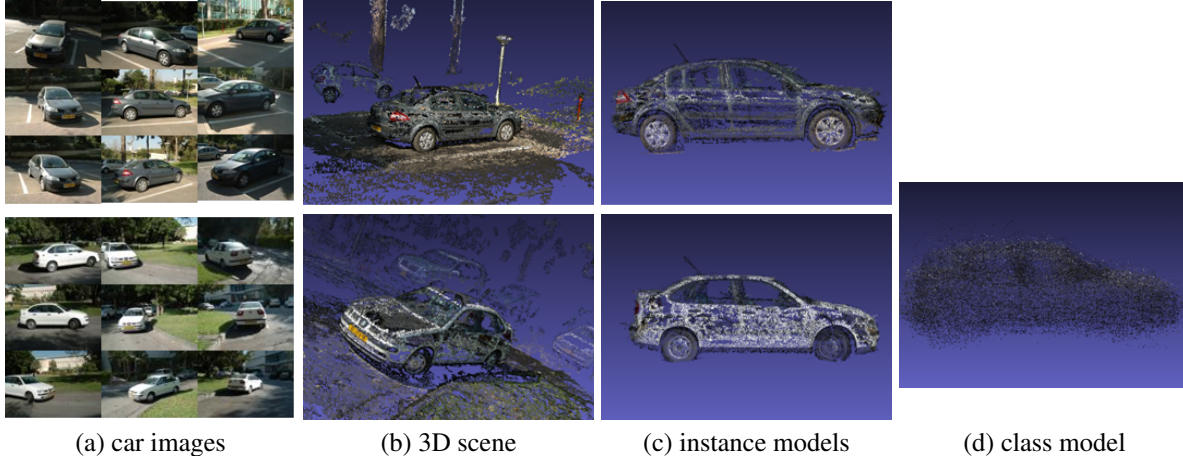 (a) car images
(b) 3D scene
(c) instance models
(d) class model